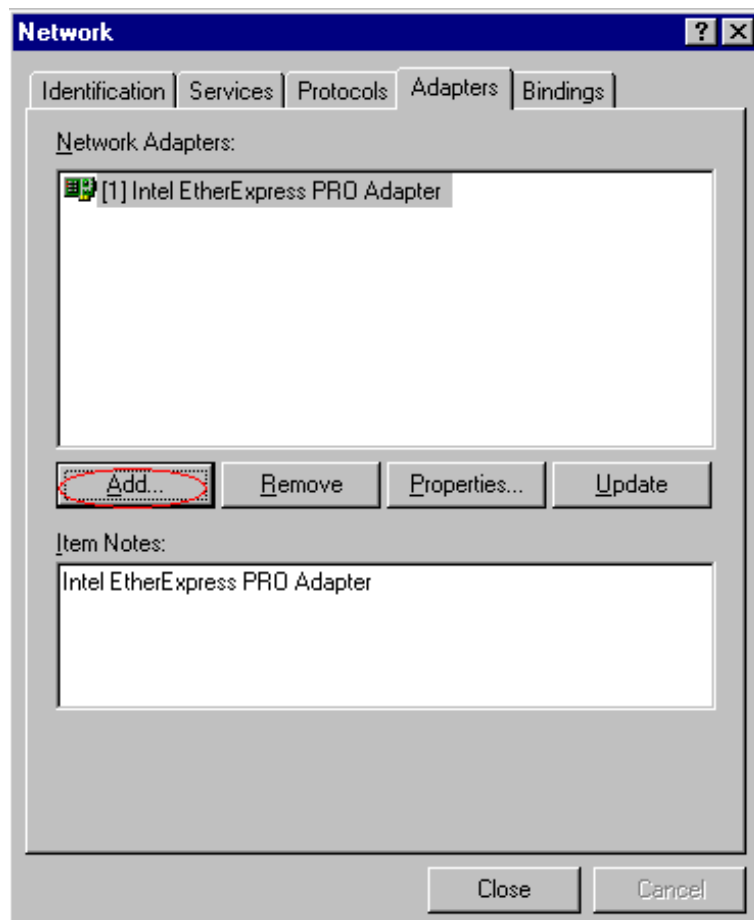 Network
Identification Services Protocols Adapters Bindings
Network Adapters:
[1] Intel EtherExpress PRO Adapter
Add... Remove Properties... Update
Item Notes:
Intel EtherExpress PRO Adapter
Close Cancel